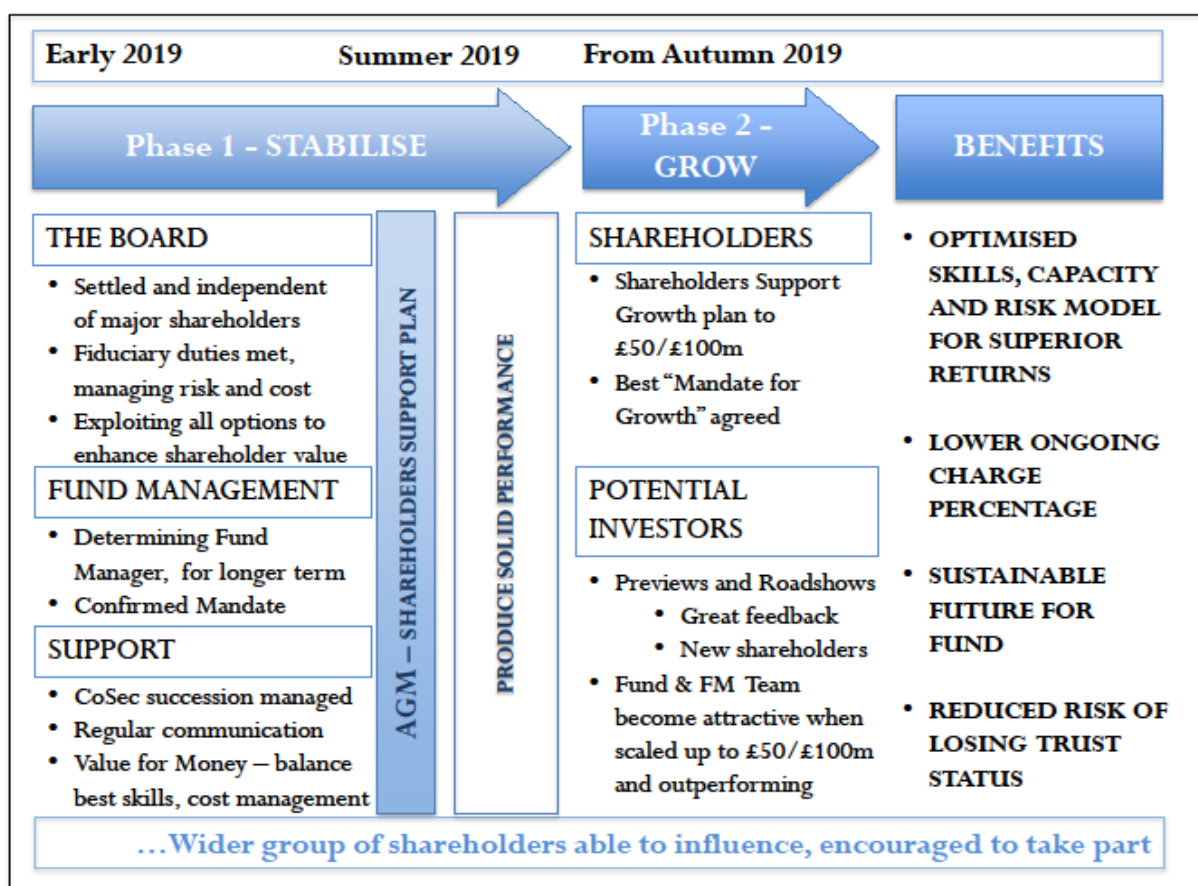 Early 2019
Summer 2019
From Autumn 2019
Phase 1 - STABILISE
Phase 2 -
GROW
BENEFITS
THE BOARD
• Settled and independent
of major shareholders
• Fiduciary duties met,
managing risk and cost
• Exploiting all options to
enhance shareholder value
FUND MANAGEMENT
• Determining Fund
Manager, for longer term
• Confirmed Mandate
SUPPORT
• CoSec succession managed
• Regular communication
• Value for Money – balance
best skills, cost management
AGM – SHAREHOLDERS SUPPORT PLAN
PRODUCE SOLID PERFORMANCE
SHAREHOLDERS
• Shareholders Support
Growth plan to
£50/£100m
• Best “Mandate for
Growth” agreed
POTENTIAL
INVESTORS
• Previews and Roadshows
• Great feedback
• New shareholders
• Fund & FM Team
become attractive when
scaled up to £50/£100m
and outperforming
• OPTIMISED
SKILLS, CAPACITY
AND RISK MODEL
FOR SUPERIOR
RETURNS
• LOWER ONGOING
CHARGE
PERCENTAGE
• SUSTAINABLE
FUTURE FOR
FUND
• REDUCED RISK OF
LOSING TRUST
STATUS
…Wider group of shareholders able to influence, encouraged to take part